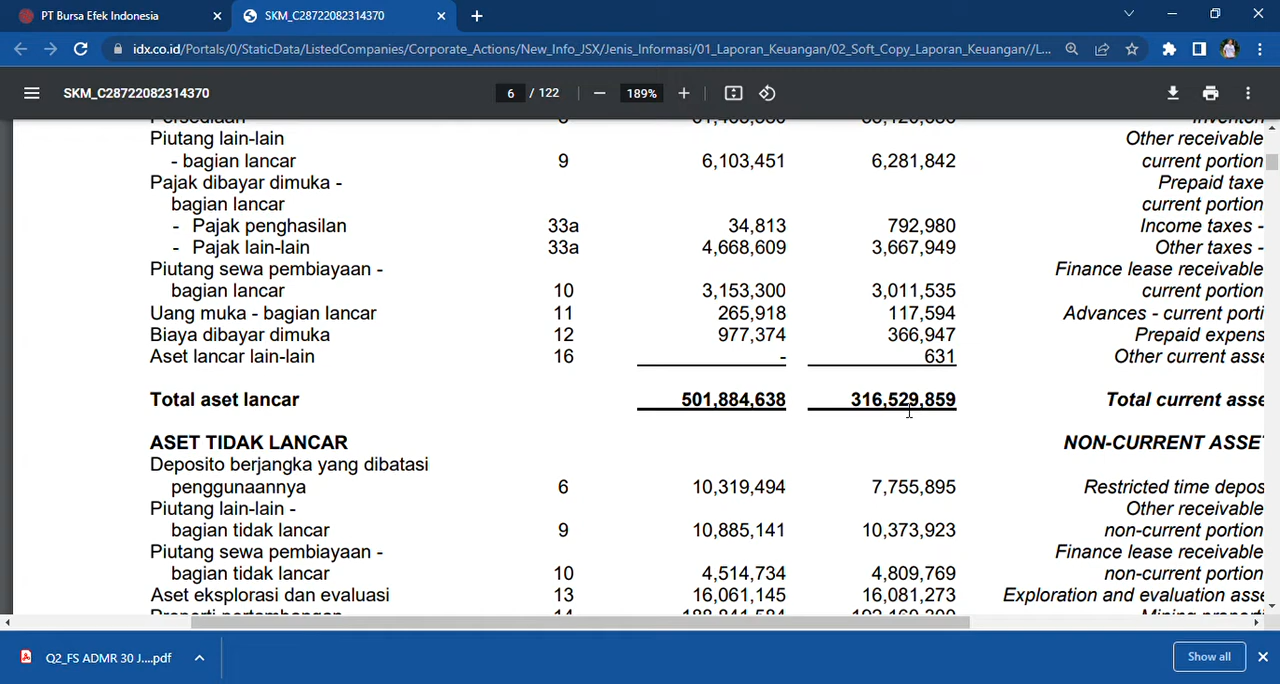 PT Bursa Efek Indonesia
SKM_C28722082314370
idx.co.id/Portals/0/StaticData/ListedCompanies/Corporate_Actions/New_Info_JSX/Jenis_Informasi/01_Laporan_Keuangan/02_Soft_Copy_Laporan_Keuangan//L...
SKM_C28722082314370 6 / 122 189%
Persediaan 8
Piutang lain-lain Other receivable
- bagian lancar 9 6,103,451 6,281,842 current portion
Pajak dibayar dimuka - Prepaid taxe
bagian lancar current portion
- Pajak penghasilan 33a 34,813 792,980 Income taxes -
- Pajak lain-lain 33a 4,668,609 3,667,949 Other taxes -
Piutang sewa pembiayaan - Finance lease receivable
bagian lancar 10 3,153,300 3,011,535 current portion
Uang muka - bagian lancar 11 265,918 117,594 Advances - current porti
Biaya dibayar dimuka 12 977,374 366,947 Prepaid expens
Aset lancar lain-lain 16 - 631 Other current asse
Total aset lancar 501,884,638 316,529,859 Total current asse
ASET TIDAK LANCAR NON-CURRENT ASSET
Deposito berjangka yang dibatasi
penggunaannya 6 10,319,494 7,755,895 Restricted time depos
Piutang lain-lain - Other receivable
bagian tidak lancar 9 10,885,141 10,373,923 non-current portion
Piutang sewa pembiayaan - Finance lease receivable
bagian tidak lancar 10 4,514,734 4,809,769 non-current portion
Aset eksplorasi dan evaluasi 13 16,061,145 16,081,273 Exploration and evaluation asse
Properti pertambangan 14 Mining propert
Q2_FS ADMR 30 J....pdf Show all